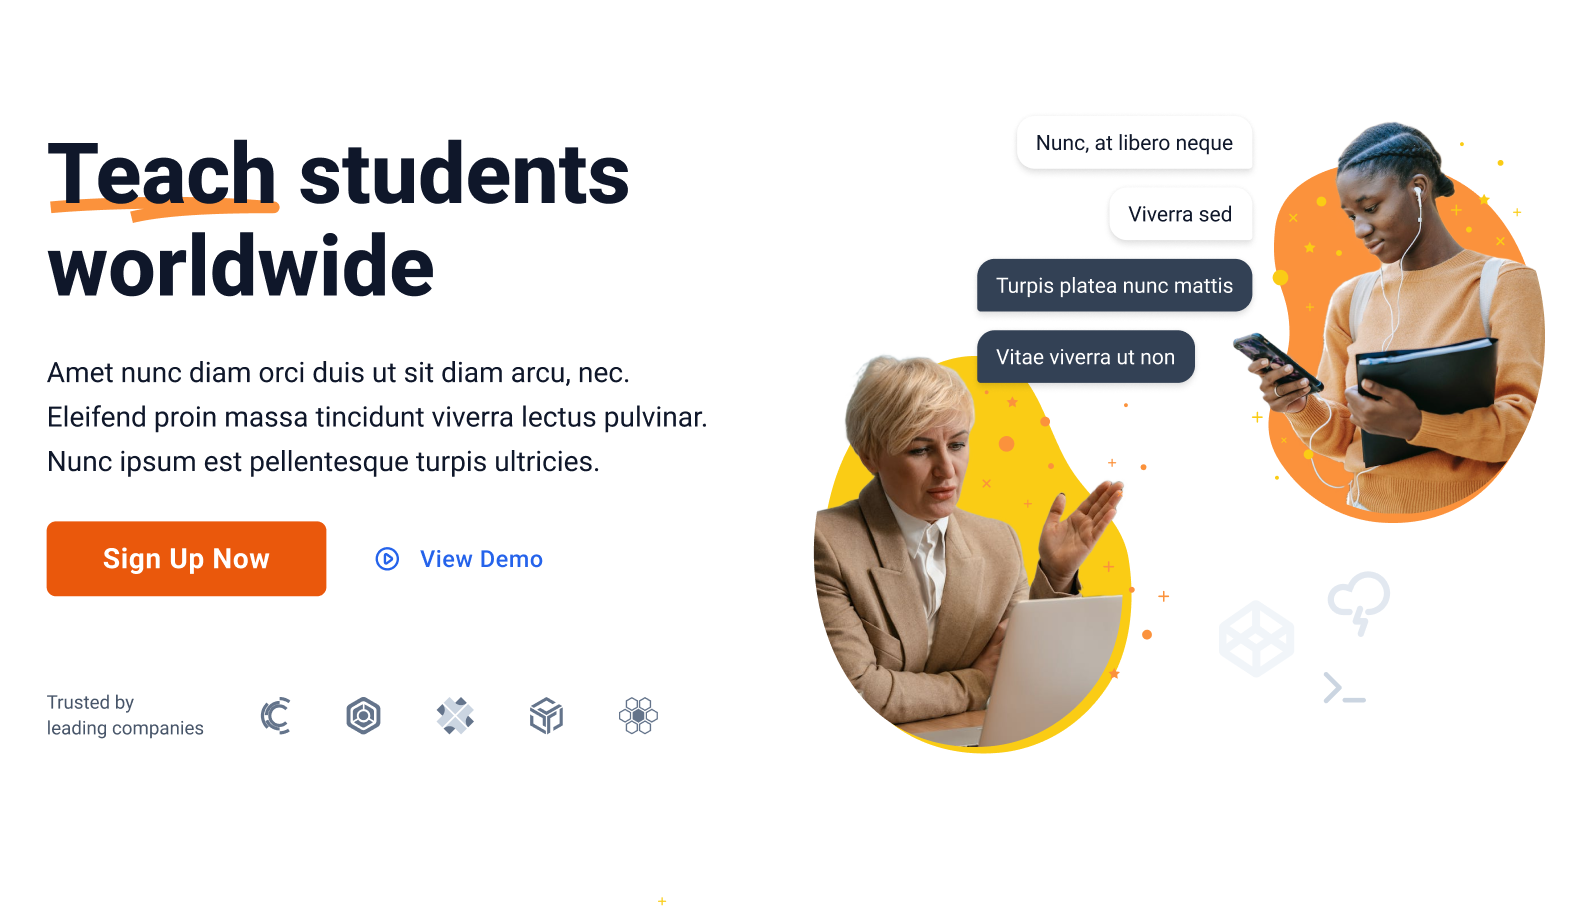 Teach students
worldwide
Amet nunc diam orci duis ut sit diam arcu, nec.
Eleifend proin massa tincidunt viverra lectus pulvinar.
Nunc ipsum est pellentesque turpis ultricies.
Sign Up Now
View Demo
Trusted by
leading companies
Nunc, at libero neque
Viverra sed
Turpis platea nunc mattis
Vitae viverra ut non